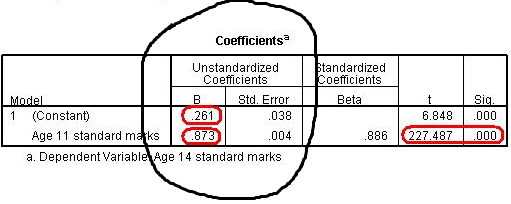 Coefficientsa
Unstandardized Coefficients Standardized Coefficients
Model B Std. Error Beta t Sig.
1 (Constant) .261 .038 6.848 .000
Age 11 standard marks .873 .004 .886 227.487 .000
a. Dependent Variable: Age 14 standard marks